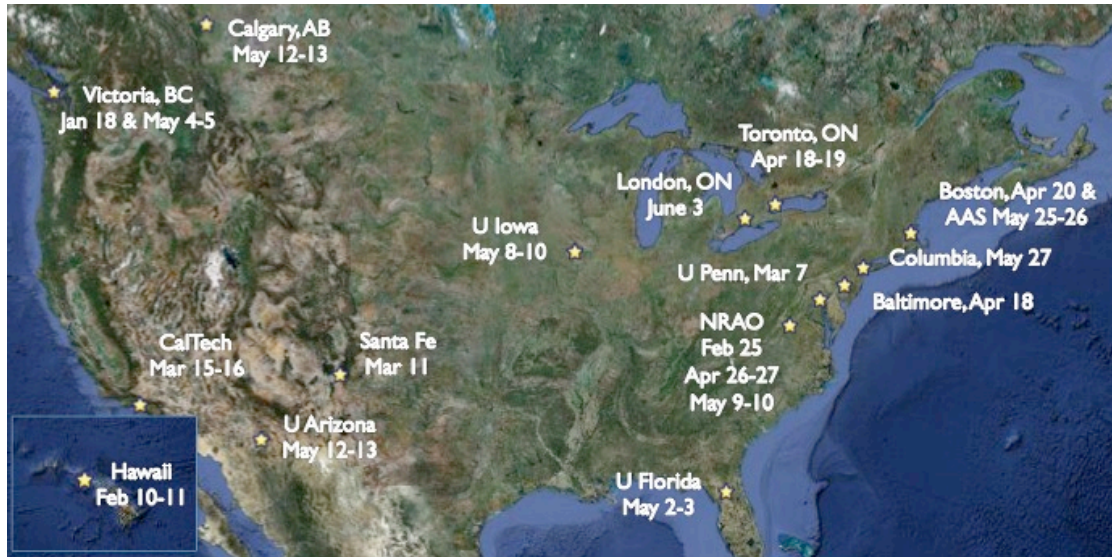 Calgary, AB
May 12-13
Victoria, BC
Jan 18 & May 4-5
Toronto, ON
Apr 18-19
London, ON
June 3
Boston, Apr 20 &
AAS May 25-26
U Iowa
May 8-10
Columbia, May 27
U Penn, Mar 7
Baltimore, Apr 18
NRAO
Feb 25
Apr 26-27
May 9-10
CalTech
Mar 15-16
Santa Fe
Mar 11
U Arizona
May 12-13
Hawaii
Feb 10-11
U Florida
May 2-3